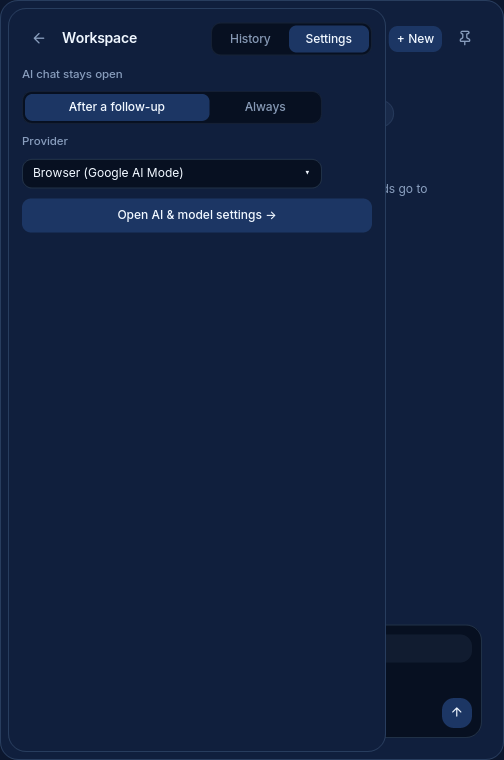 Workspace
History
Settings
+ New
AI chat stays open
After a follow-up
Always
Provider
Browser (Google AI Mode)
go to
Open AI & model settings →